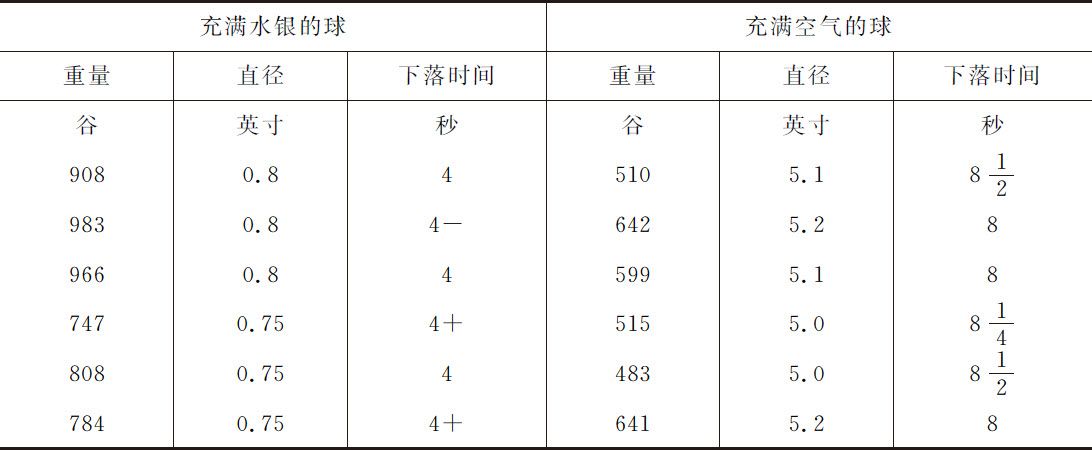 充满水银的球 充满空气的球
重量 直径 下落时间 重量 直径 下落时间
谷 英寸 秒 谷 英寸 秒
908 0.8 4 510 5.1 8 1/2
983 0.8 4− 642 5.2 8
966 0.8 4 599 5.1 8
747 0.75 4+ 515 5.0 8 1/4
808 0.75 4 483 5.0 8 1/2
784 0.75 4+ 641 5.2 8